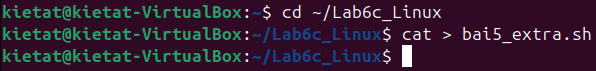 kietat@kietat-VirtualBox:~$ cd ~/Lab6c_Linux
kietat@kietat-VirtualBox:~/Lab6c_Linux$ cat > bai5_extra.sh
kietat@kietat-VirtualBox:~/Lab6c_Linux$